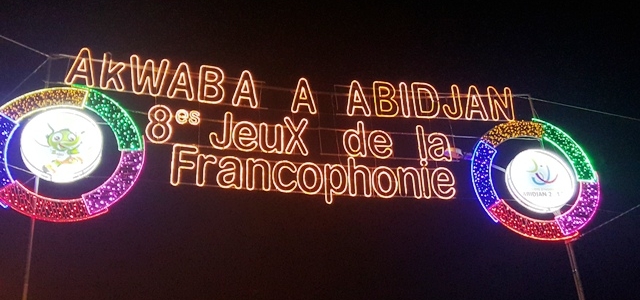 AKWABA A ABIDJAN
8es JeuX de la
Francophonie